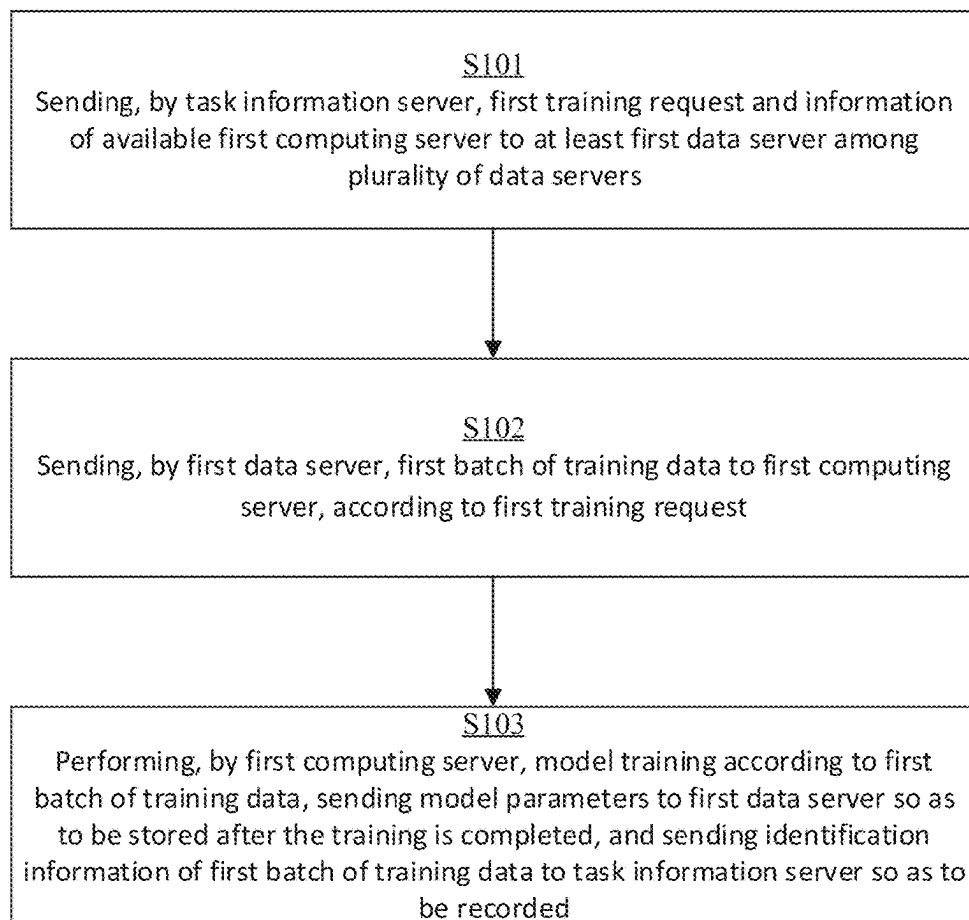 S101
Sending, by task information server, first training request and information
of available first computing server to at least first data server among
plurality of data servers
S102
Sending, by first data server, first batch of training data to first computing
server, according to first training request
S103
Performing, by first computing server, model training according to first
batch of training data, sending model parameters to first data server so as
to be stored after the training is completed, and sending identification
information of first batch of training data to task information server so as to
be recorded